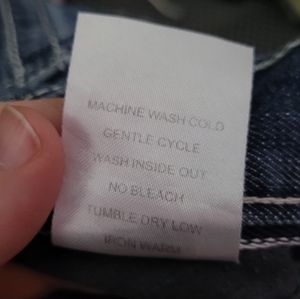 MACHINE WASH COLD
GENTLE CYCLE
WASH INSIDE OUT
NO BLEACH
TUMBLE DRY LOW
IRON WARM